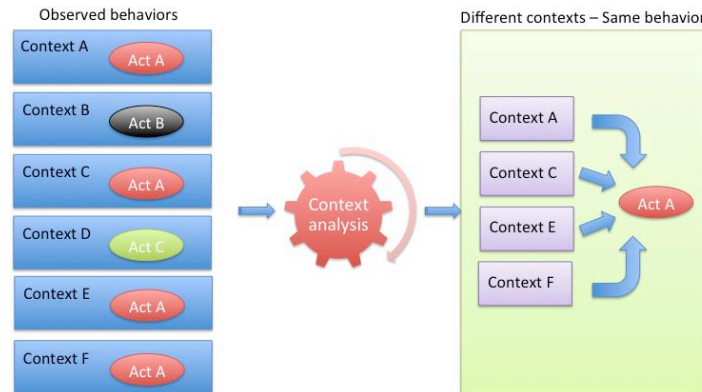 Observed behaviors
Context A
Act A
Context B
Act B
Context C
Act A
Context D
Act C
Context E
Act A
Context F
Act A
Context
analysis
Different contexts – Same behavior
Context A
Context C
Context E
Context F
Act A